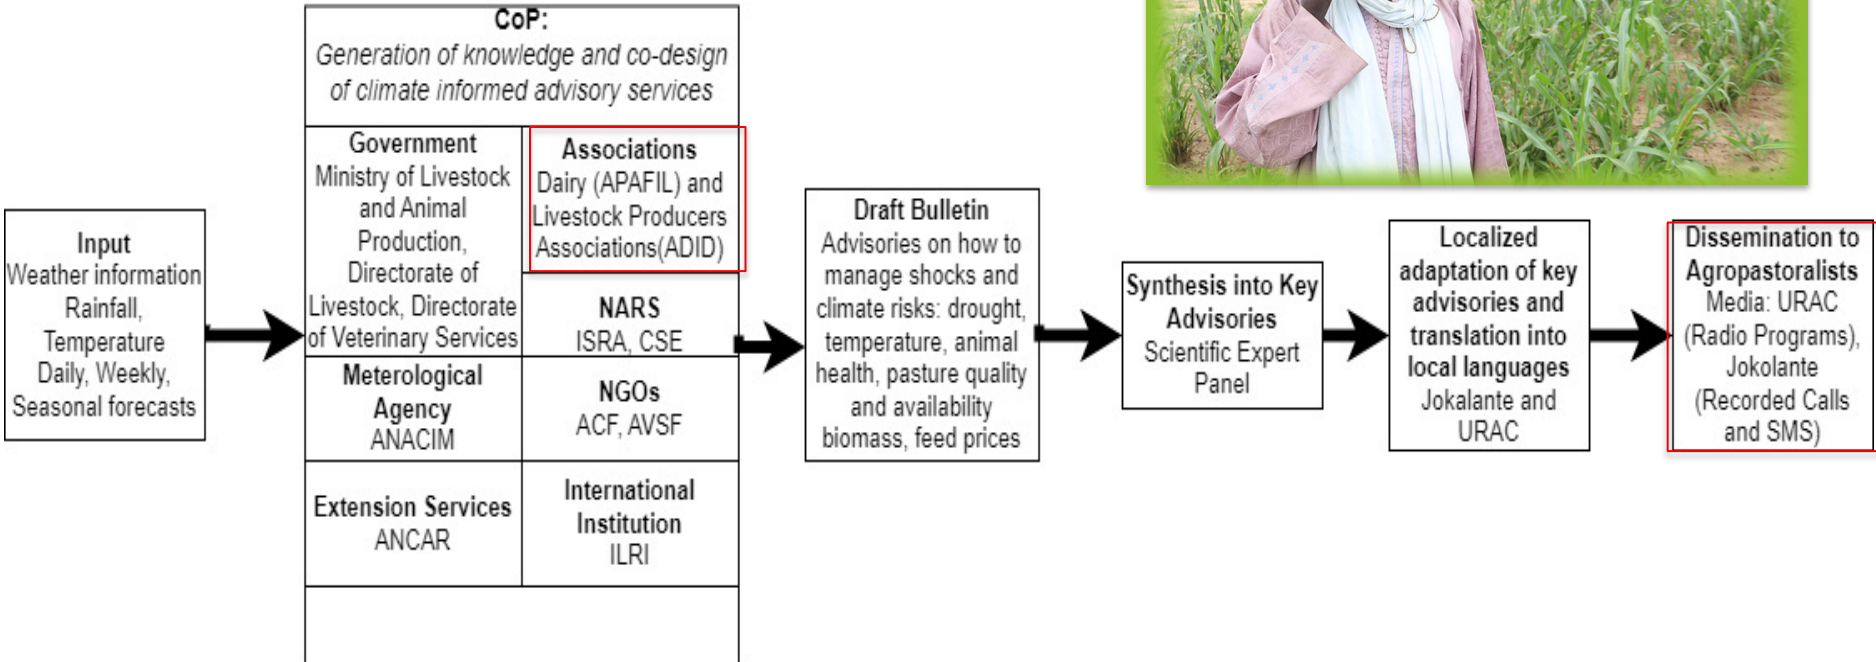 Input
Weather information
Rainfall,
Temperature
Daily, Weekly,
Seasonal forecasts
CoP:
Generation of knowledge and co-design
of climate informed advisory services
Government
Ministry of Livestock
and Animal
Production,
Directorate of
Livestock, Directorate
of Veterinary Services
Associations
Dairy (APAFIL) and
Livestock Producers
Associations(ADID)
NARS
ISRA, CSE
Meterological
Agency
ANACIM
NGOs
ACF, AVSF
Extension Services
ANCAR
International
Institution
ILRI
Draft Bulletin
Advisories on how to
manage shocks and
climate risks: drought,
temperature, animal
health, pasture quality
and availability
biomass, feed prices
Synthesis into Key
Advisories
Scientific Expert
Panel
Localized
adaptation of key
advisories and
translation into
local languages
Jokalante and
URAC
Dissemination to
Agropastoralists
Media: URAC
(Radio Programs),
Jokolante
(Recorded Calls
and SMS)